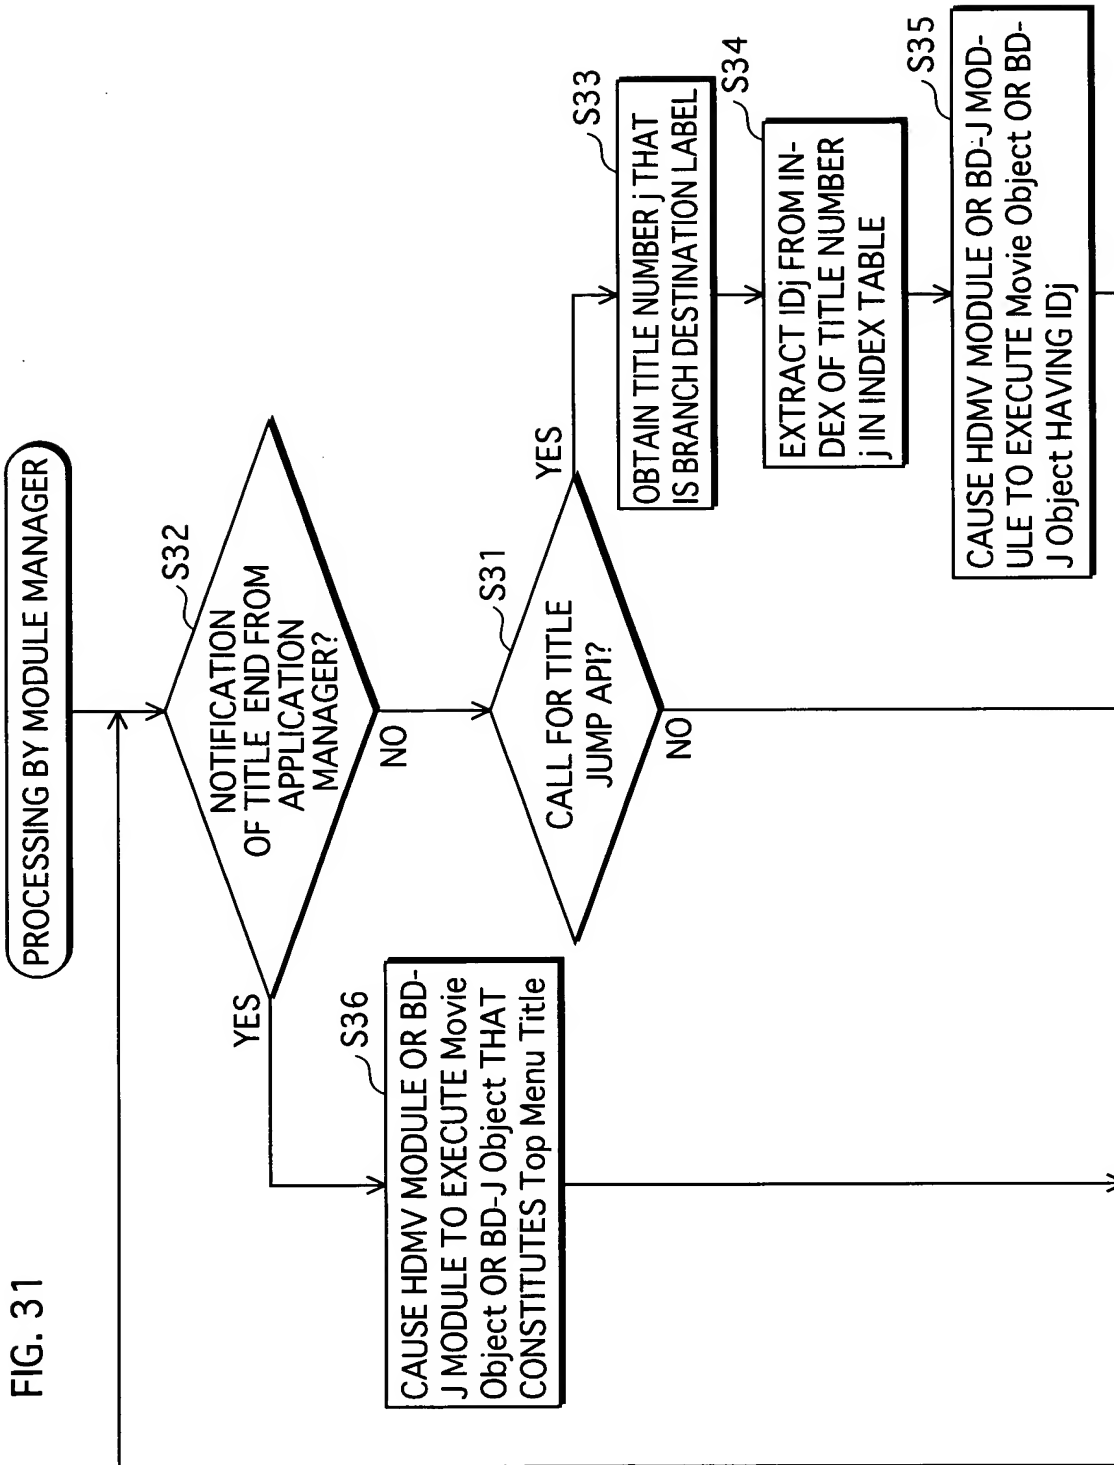 FIG. 31
PROCESSING BY MODULE MANAGER
S32
NOTIFICATION
OF TITLE END FROM
APPLICATION
MANAGER?
YES
NO
S36
CAUSE HDMV MODULE OR BD-
J MODULE TO EXECUTE Movie
Object OR BD-J Object THAT
CONSTITUTES Top Menu Title
S31
CALL FOR TITLE
JUMP API?
YES
NO
S33
OBTAIN TITLE NUMBER j THAT
IS BRANCH DESTINATION LABEL
S34
EXTRACT IDj FROM IN-
DEX OF TITLE NUMBER
j IN INDEX TABLE
S35
CAUSE HDMV MODULE OR BD-J MOD-
ULE TO EXECUTE Movie Object OR BD-
J Object HAVING IDj